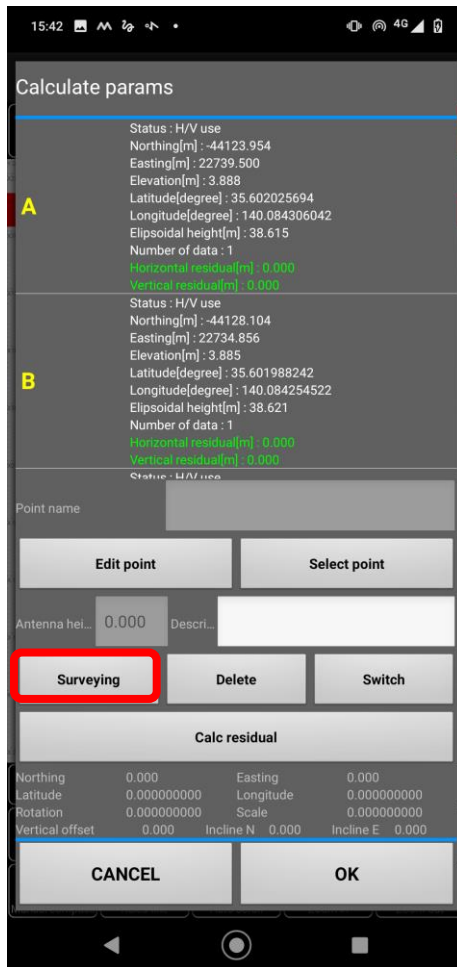 15:42
4G
Calculate params
Status : H/V use
Northing[m] : -44123.954
Easting[m] : 22739.500
Elevation[m] : 3.888
Latitude[degree] : 35.602025694
A
Longitude[degree] : 140.084306042
Elipsoidal height[m] : 38.615
Number of data : 1
Horizontal residual[m] : 0.000
Vertical residual[m] : 0.000
Status : H/V use
Northing[m] : -44128.104
Easting[m] : 22734.856
Elevation[m] : 3.885
Latitude[degree] : 35.601988242
B
Longitude[degree] : 140.084254522
Elipsoidal height[m] : 38.621
Number of data : 1
Horizontal residual[m] : 0.000
Vertical residual[m] : 0.000
Status : H/V use
Point name
Edit point Select point
Antenna hei... 0.000 Descri...
Surveying Delete Switch
Calc residual
Northing 0.000 Easting 0.000
Latitude 0.000000000 Longitude 0.000000000
Rotation 0.000000000 Scale 0.000000000
Vertical offset 0.000 Incline N 0.000 Incline E 0.000
CANCEL OK